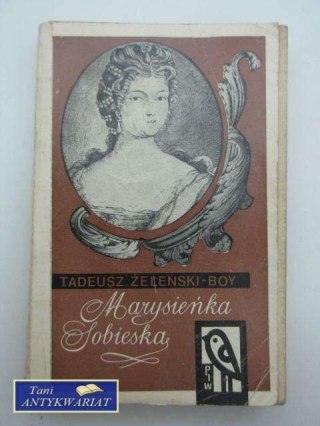 TADEUSZ ŻELEŃSKI-BOY
Marysieńka
Sobieska
PIW
Tani
ANTYKWARIAT